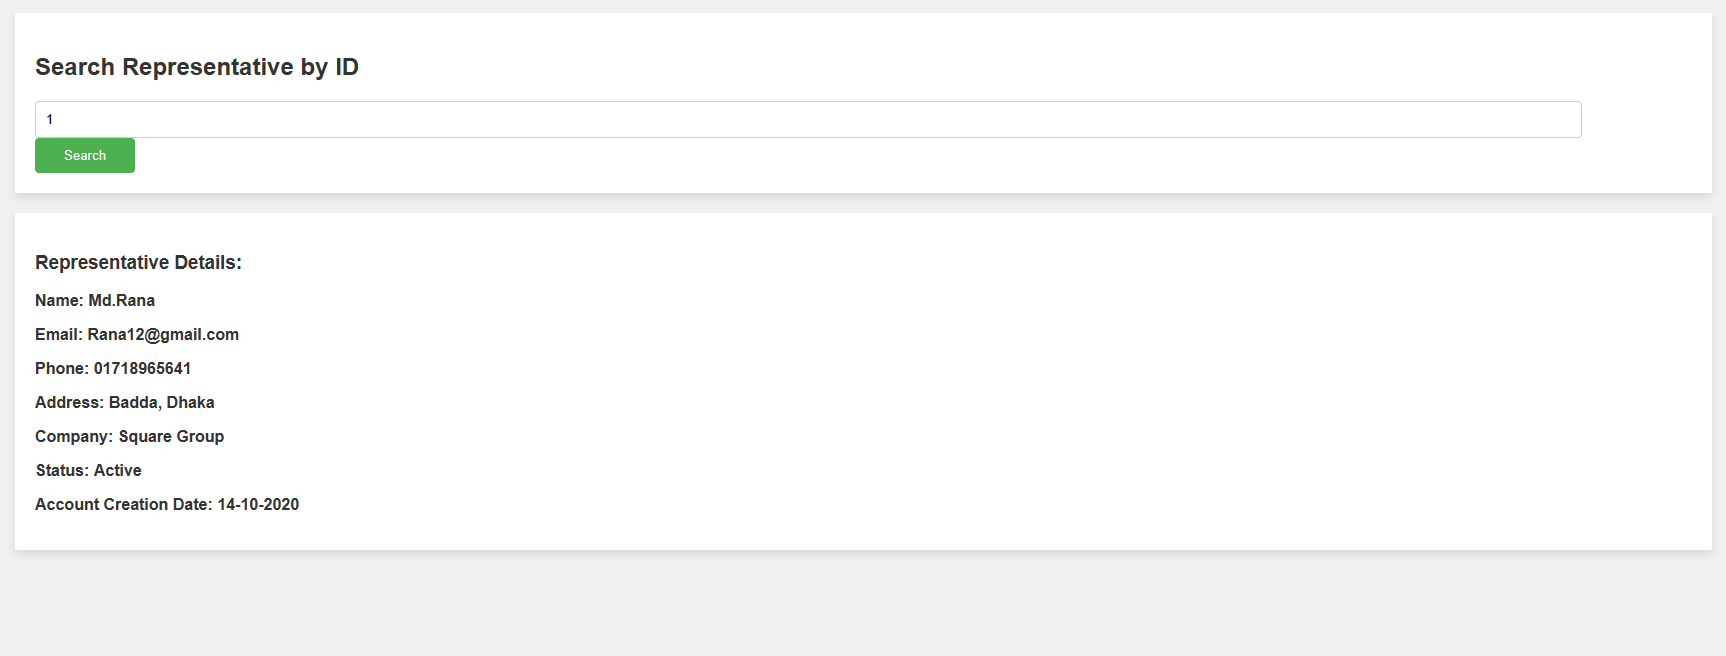 Search Representative by ID
1
Search
Representative Details:
Name: Md.Rana
Email: Rana12@gmail.com
Phone: 01718965641
Address: Badda, Dhaka
Company: Square Group
Status: Active
Account Creation Date: 14-10-2020